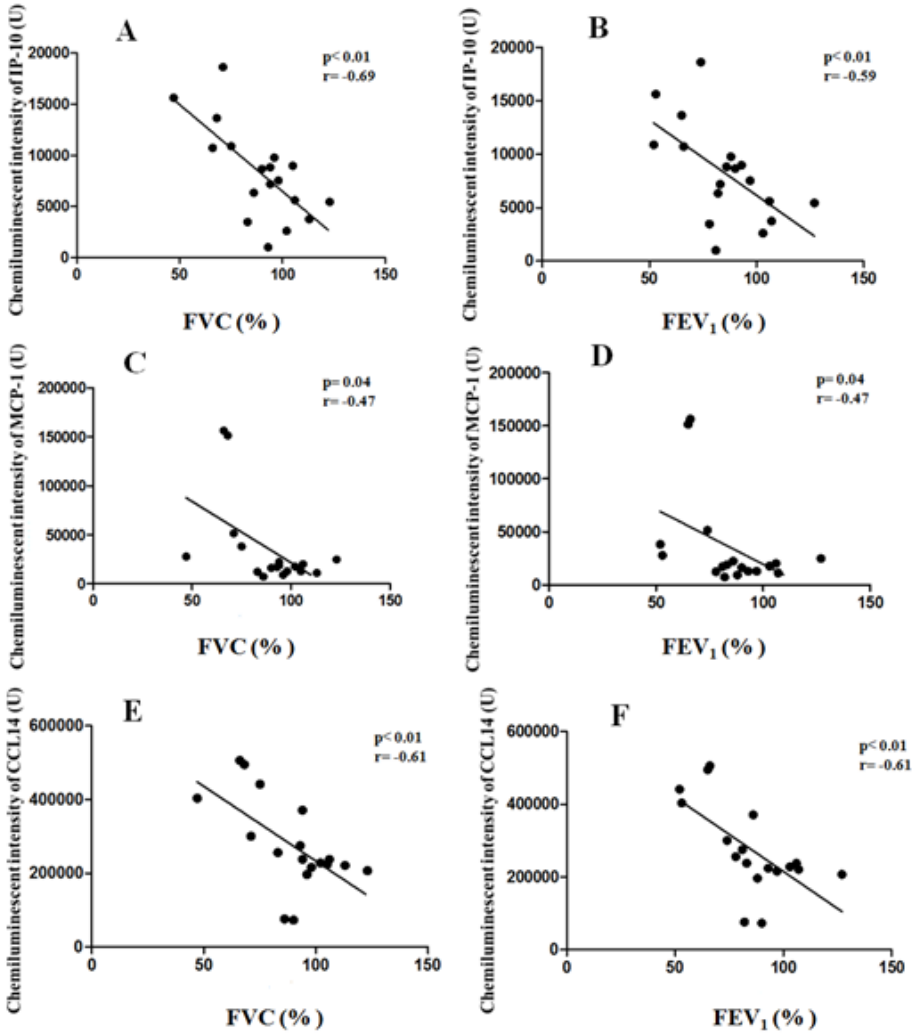 A
p< 0.01
r= -0.69
Chemiluminescent intensity of IP-10 (U)
20000
15000
10000
5000
0
0 50 100 150
FVC (% )
B
p< 0.01
r= -0.59
Chemiluminescent intensity of IP-10 (U)
20000
15000
10000
5000
0
0 50 100 150
FEV1 (% )
C
p= 0.04
r= -0.47
Chemiluminescent intensity of MCP-1 (U)
200000
150000
100000
50000
0
0 50 100 150
FVC (% )
D
p= 0.04
r= -0.47
Chemiluminescent intensity of MCP-1 (U)
200000
150000
100000
50000
0
0 50 100 150
FEV1 (% )
E
p< 0.01
r= -0.61
Chemiluminescent intensity of CCL14 (U)
600000
400000
200000
0
0 50 100 150
FVC (% )
F
p< 0.01
r= -0.61
Chemiluminescent intensity of CCL14 (U)
600000
400000
200000
0
0 50 100 150
FEV1 (% )